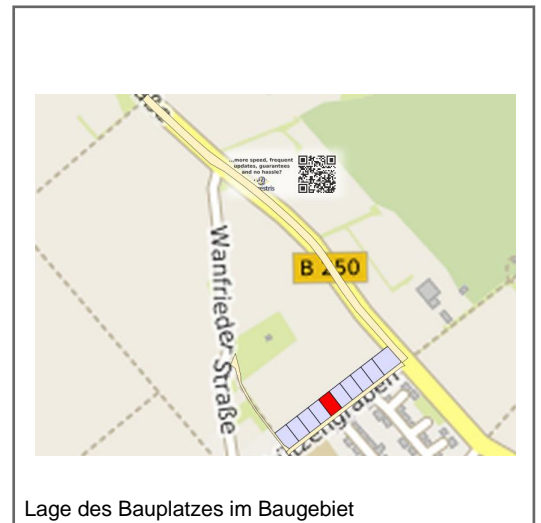 ...more speed, frequent
updates, guarantees
and no hassle?
B 250
Wanfrieder Straße
Lage des Bauplatzes im Baugebiet